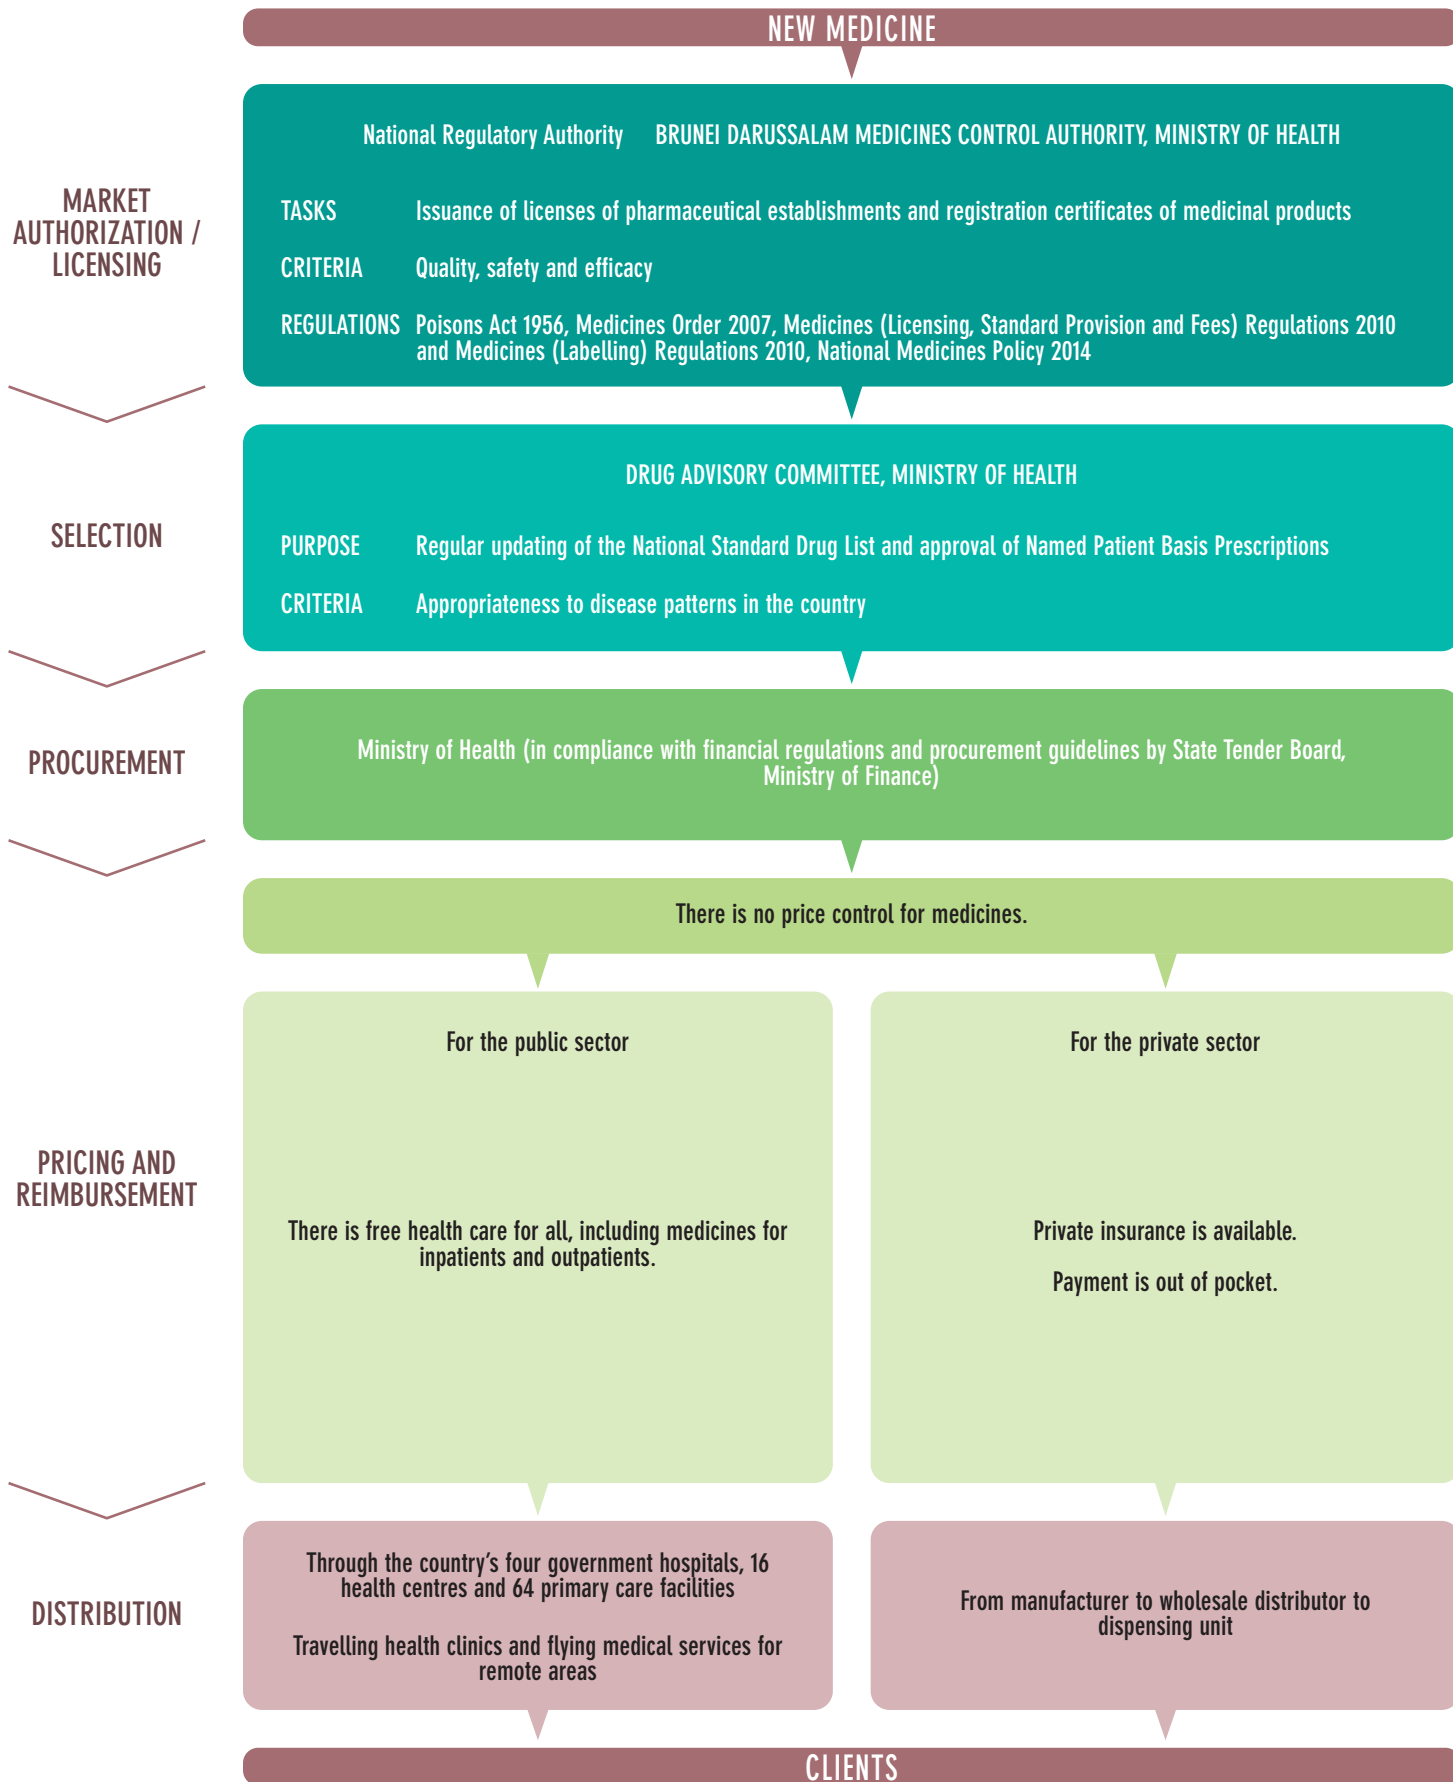 NEW MEDICINE
MARKET
AUTHORIZATION /
LICENSING
National Regulatory Authority BRUNEI DARUSSALAM MEDICINES CONTROL AUTHORITY, MINISTRY OF HEALTH
TASKS Issuance of licenses of pharmaceutical establishments and registration certificates of medicinal products
CRITERIA Quality, safety and efficacy
REGULATIONS Poisons Act 1956, Medicines Order 2007, Medicines (Licensing, Standard Provision and Fees) Regulations 2010
and Medicines (Labelling) Regulations 2010, National Medicines Policy 2014
SELECTION
DRUG ADVISORY COMMITTEE, MINISTRY OF HEALTH
PURPOSE Regular updating of the National Standard Drug List and approval of Named Patient Basis Prescriptions
CRITERIA Appropriateness to disease patterns in the country
PROCUREMENT
Ministry of Health (in compliance with financial regulations and procurement guidelines by State Tender Board,
Ministry of Finance)
PRICING AND
REIMBURSEMENT
There is no price control for medicines.
For the public sector
There is free health care for all, including medicines for
inpatients and outpatients.
For the private sector
Private insurance is available.
Payment is out of pocket.
DISTRIBUTION
Through the country’s four government hospitals, 16
health centres and 64 primary care facilities
Travelling health clinics and flying medical services for
remote areas
From manufacturer to wholesale distributor to
dispensing unit
CLIENTS